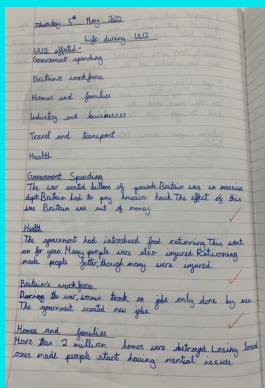 Thursday 5th May 2022
Life during WW2
WW2 affected -
Government spending
Britain's workforce
Homes and families
Industry and businesses
Travel and transport
Health
Government Spending
The war costed billions of pounds. Britain was in massive
dept. Britain had to pay America back. The effect of this
was Britain was out of money.
Health
The government had introduced food rationing. This went
on for years. Many people were also injured. Rationing
made people fitter, though many were injured.
Britain's workforce
During the war, women took on jobs only done by men.
The government created new jobs.
Homes and families
More than 2 million homes were destroyed. Losing loved
ones made people start having mental issues.